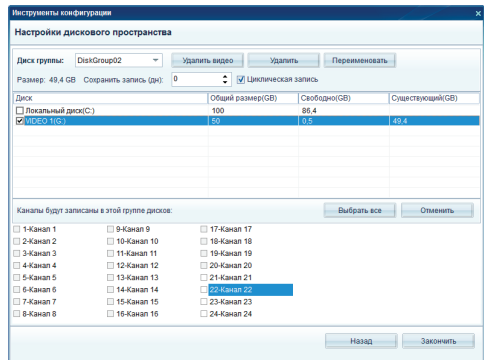 Инструменты конфигурации
Настройки дискового пространства
Диск группы: DiskGroup02 Удалить видео Удалить Переименовать
Размер: 49,4 GB Сохранить запись (дн): 0 Циклическая запись
Диск Общий размер(GB) Свободно(GB) Существующий(GB)
Локальный диск(C:) 100 86,4
VIDEO 1(G:) 50 0,5 49,4
Каналы будут записаны в этой группе дисков: Выбрать все Отменить
1-Канал 1 9-Канал 9 17-Канал 17
2-Канал 2 10-Канал 10 18-Канал 18
3-Канал 3 11-Канал 11 19-Канал 19
4-Канал 4 12-Канал 12 20-Канал 20
5-Канал 5 13-Канал 13 21-Канал 21
6-Канал 6 14-Канал 14 22-Канал 22
7-Канал 7 15-Канал 15 23-Канал 23
8-Канал 8 16-Канал 16 24-Канал 24
Назад Закончить